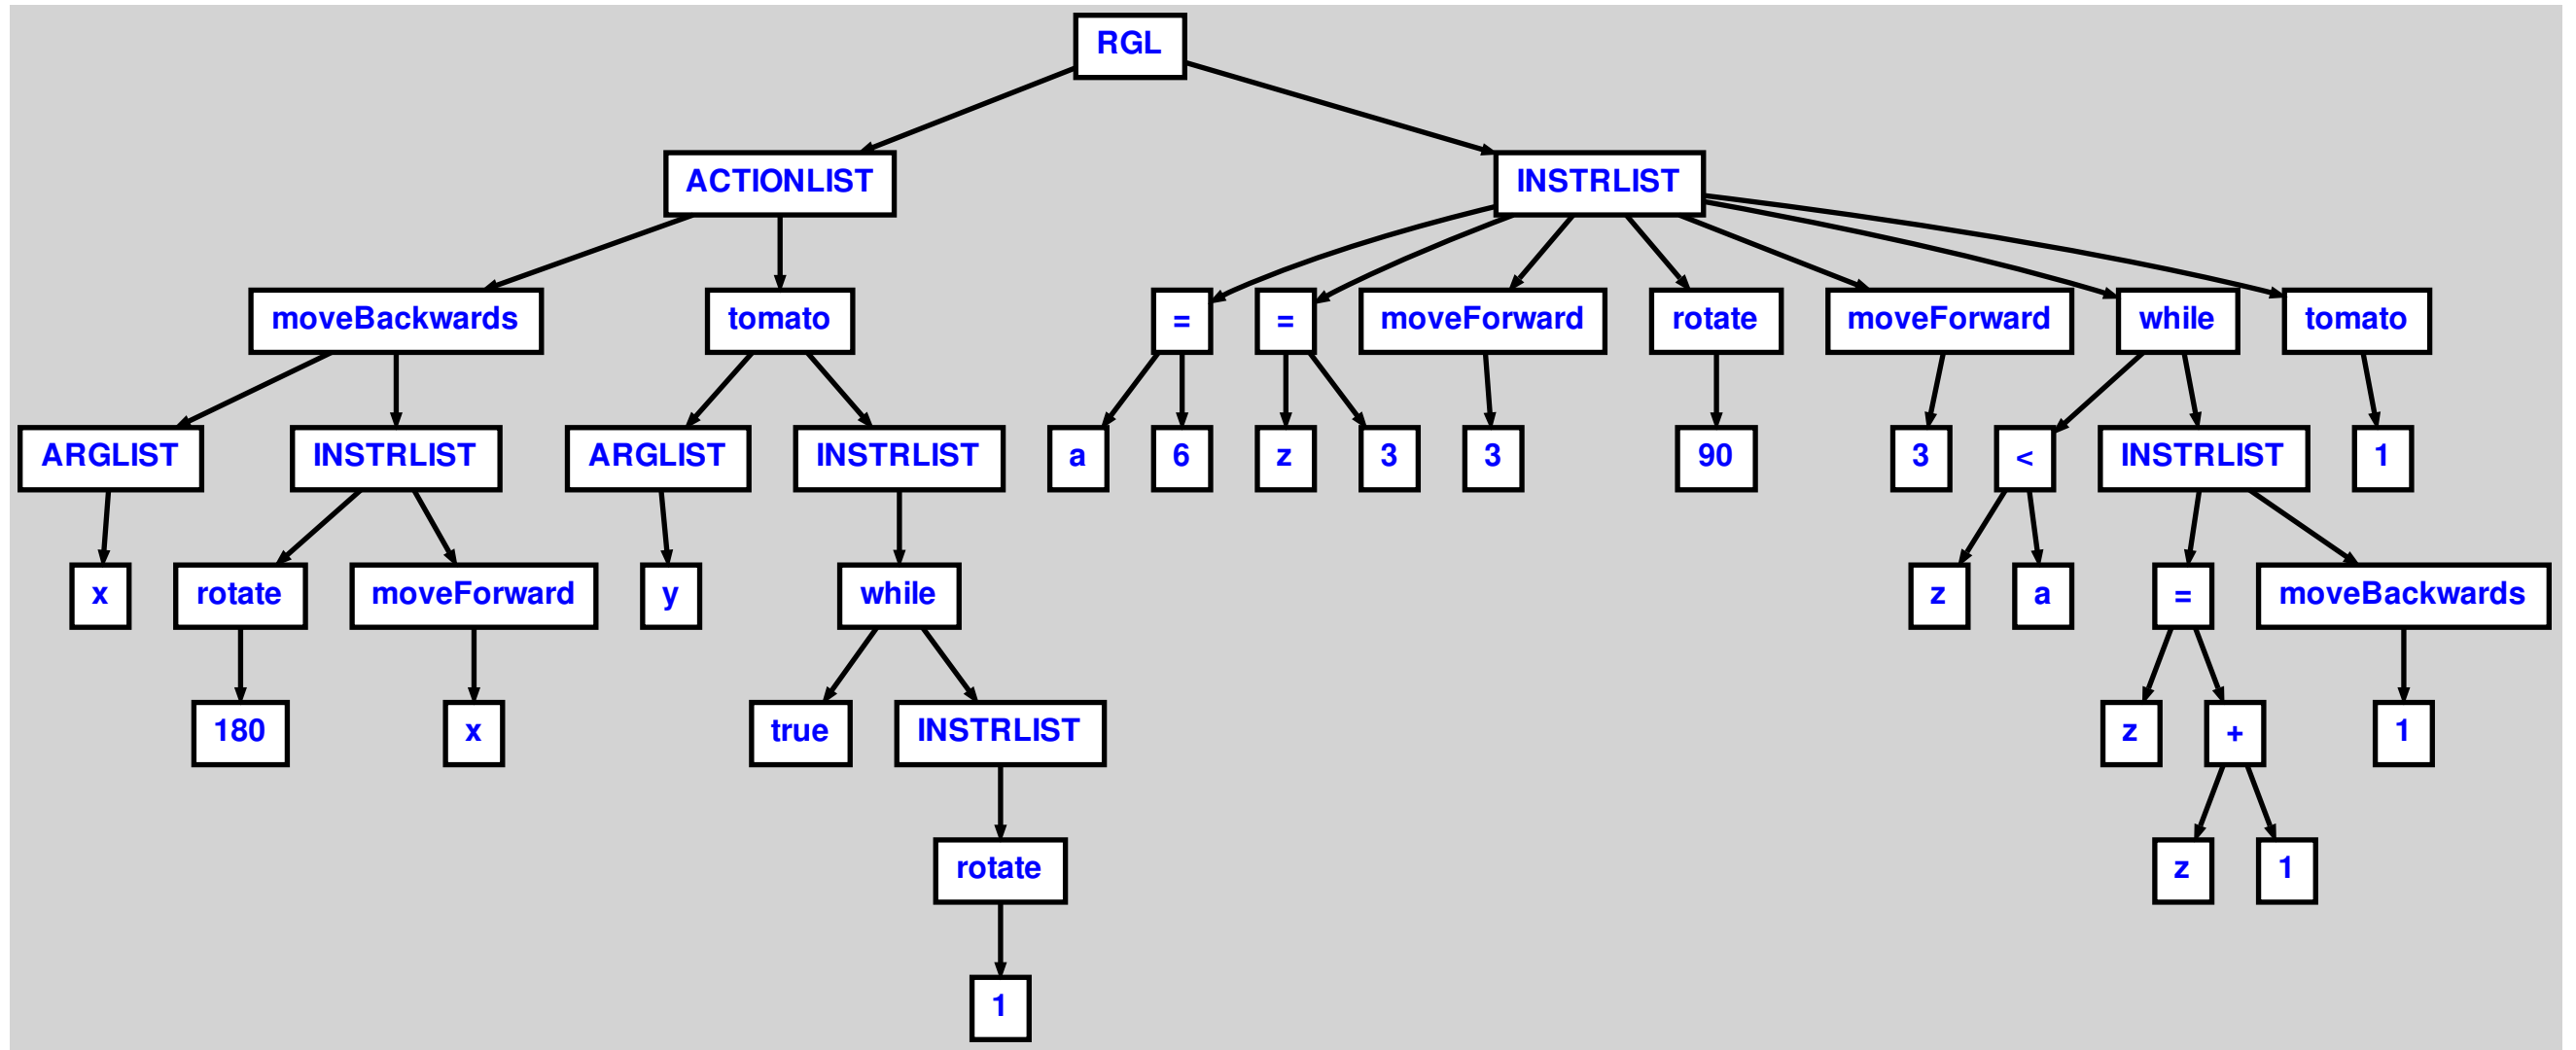 RGL
ACTIONLIST INSTRLIST
moveBackwards tomato = = moveForward rotate moveForward while tomato
ARGLIST INSTRLIST ARGLIST INSTRLIST a 6 z 3 3 90 3 < INSTRLIST 1
x rotate moveForward y while z a = moveBackwards
180 x true INSTRLIST z + 1
rotate z 1
1